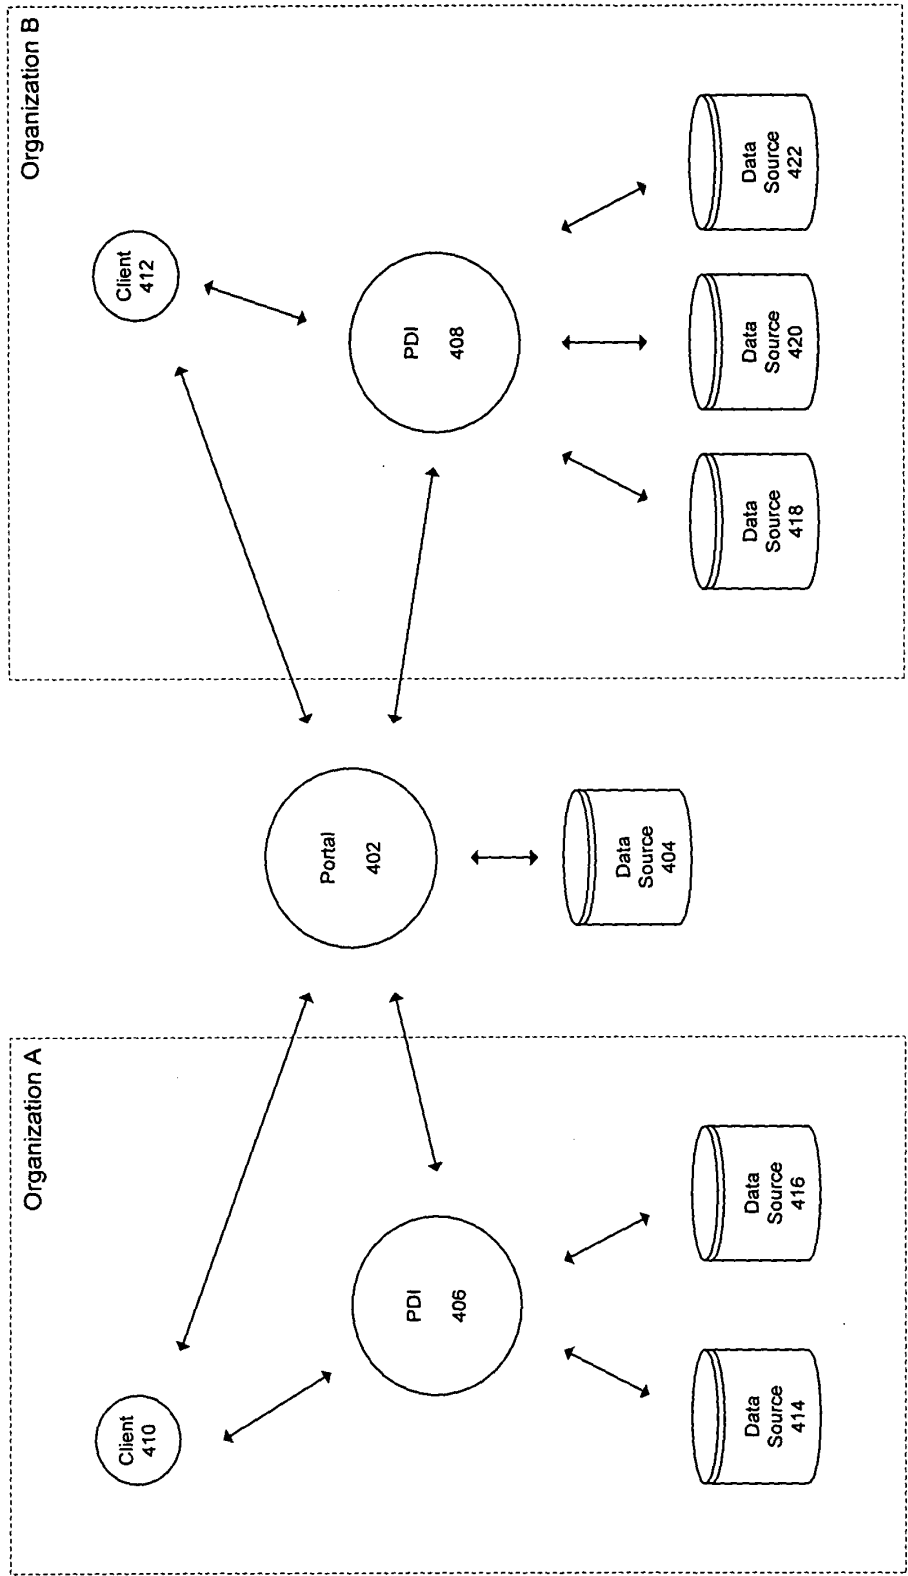 Organization A
Client
410
PDI
406
Data
Source
414
Data
Source
416
Portal
402
Data
Source
404
Organization B
Client
412
PDI
408
Data
Source
418
Data
Source
420
Data
Source
422